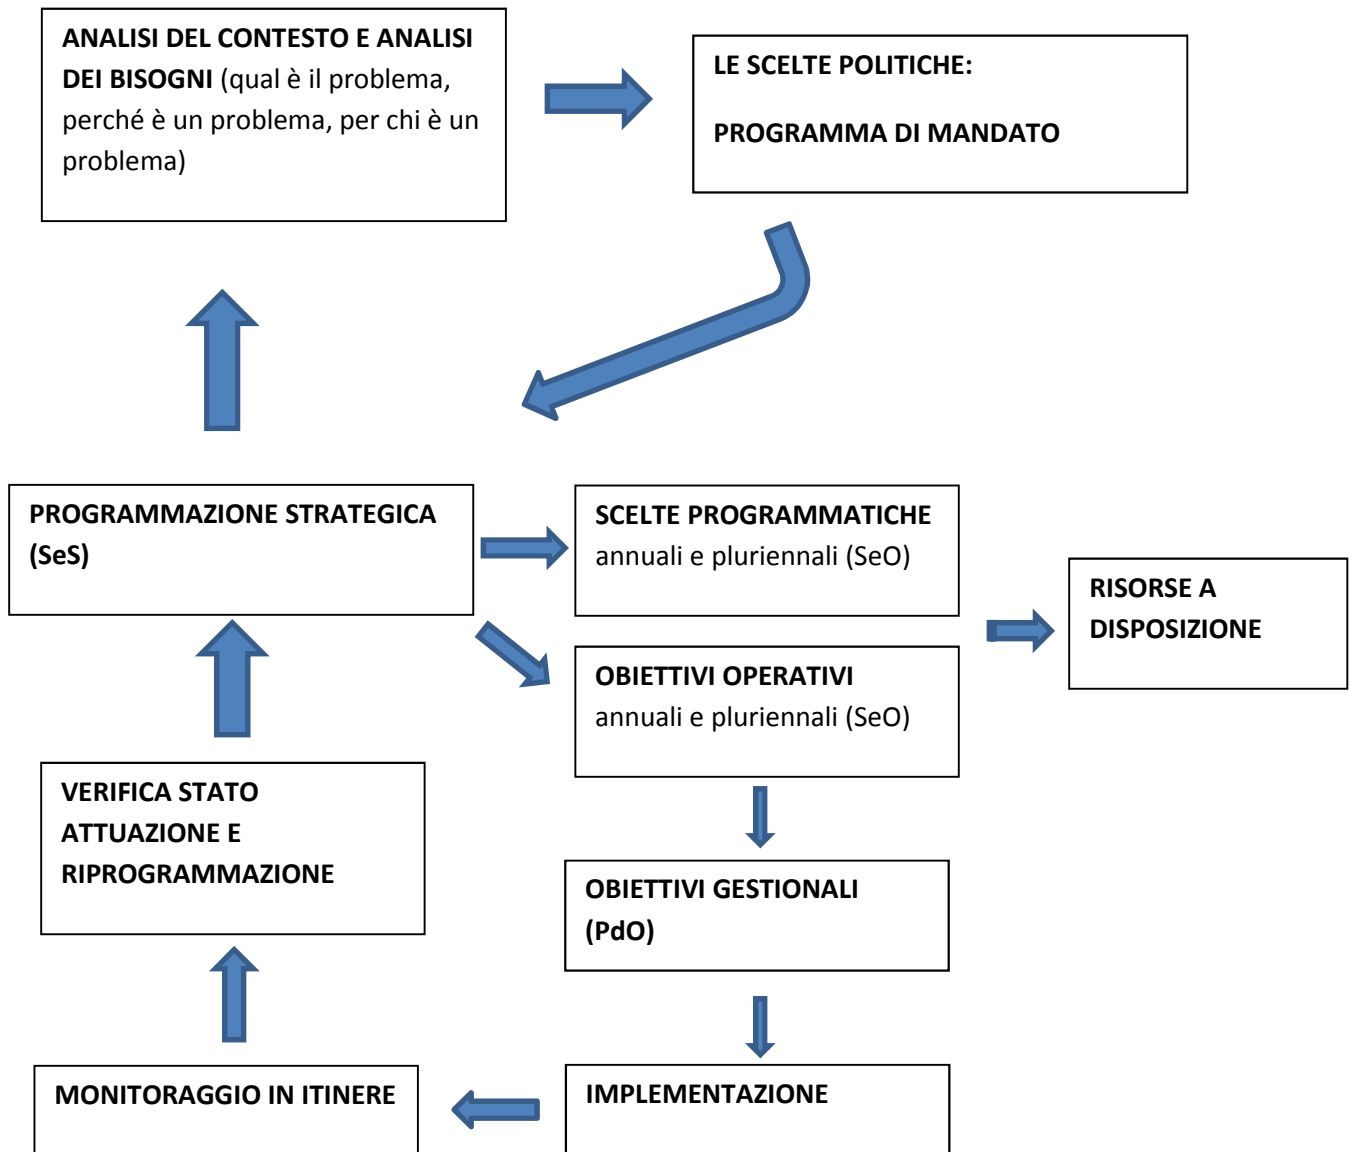 ANALISI DEL CONTESTO E ANALISI
DEI BISOGNI (qual è il problema,
perché è un problema, per chi è un
problema)
LE SCELTE POLITICHE:
PROGRAMMA DI MANDATO
PROGRAMMAZIONE STRATEGICA
(SeS)
SCELTE PROGRAMMATICHE
annuali e pluriennali (SeO)
RISORSE A
DISPOSIZIONE
OBIETTIVI OPERATIVI
annuali e pluriennali (SeO)
VERIFICA STATO
ATTUAZIONE E
RIPROGRAMMAZIONE
OBIETTIVI GESTIONALI
(PdO)
MONITORAGGIO IN ITINERE
IMPLEMENTAZIONE